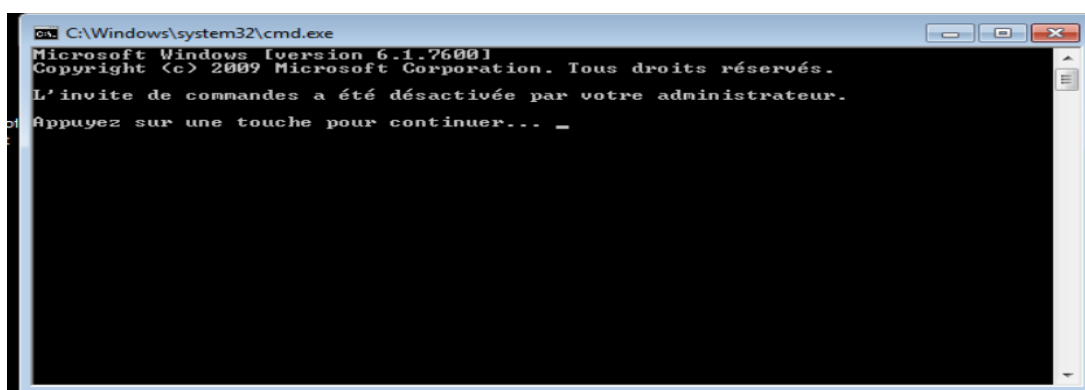 C:\Windows\system32\cmd.exe
Microsoft Windows [version 6.1.7600]
Copyright (c) 2009 Microsoft Corporation. Tous droits réservés.
L'invite de commandes a été désactivée par votre administrateur.
Appuyez sur une touche pour continuer... _